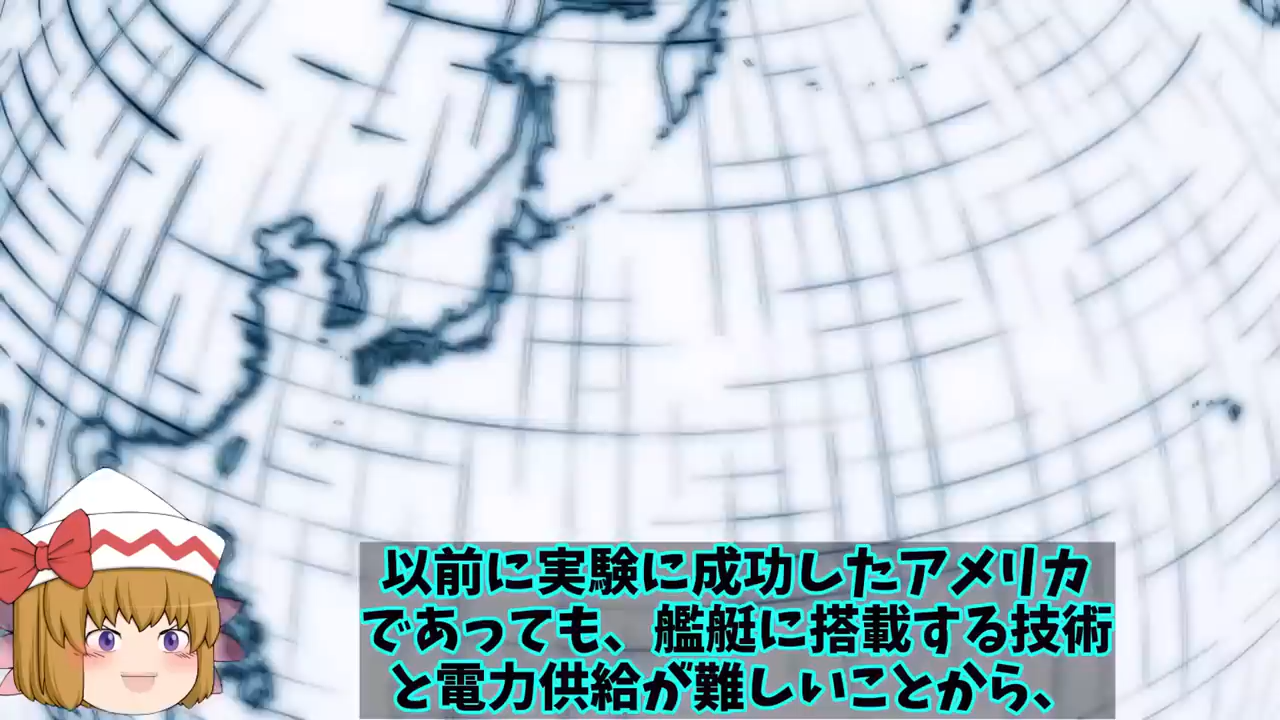 以前に実験に成功したアメリカ
であっても、艦艇に搭載する技術
と電力供給が難しいことから、